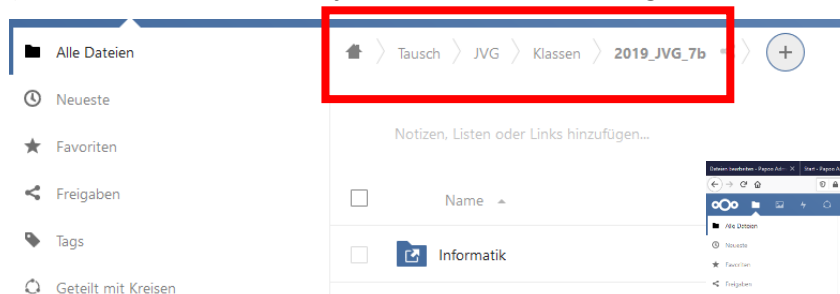 Alle Dateien
Tausch JVG Klassen 2019_JVG_7b
Neueste
Notizen, Listen oder Links hinzufügen...
Favoriten
Freigaben
Name
Tags
Informatik
Geteilt mit Kreisen
Alle Dateien
Neueste
Favoriten
Freigaben